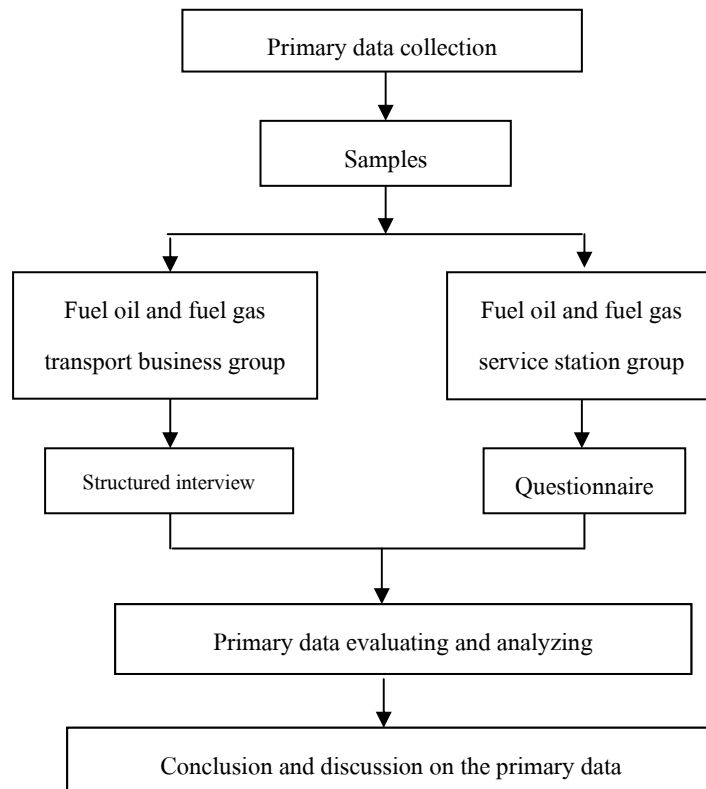 Primary data collection
Samples
Fuel oil and fuel gas
transport business group
Fuel oil and fuel gas
service station group
Structured interview
Questionnaire
Primary data evaluating and analyzing
Conclusion and discussion on the primary data